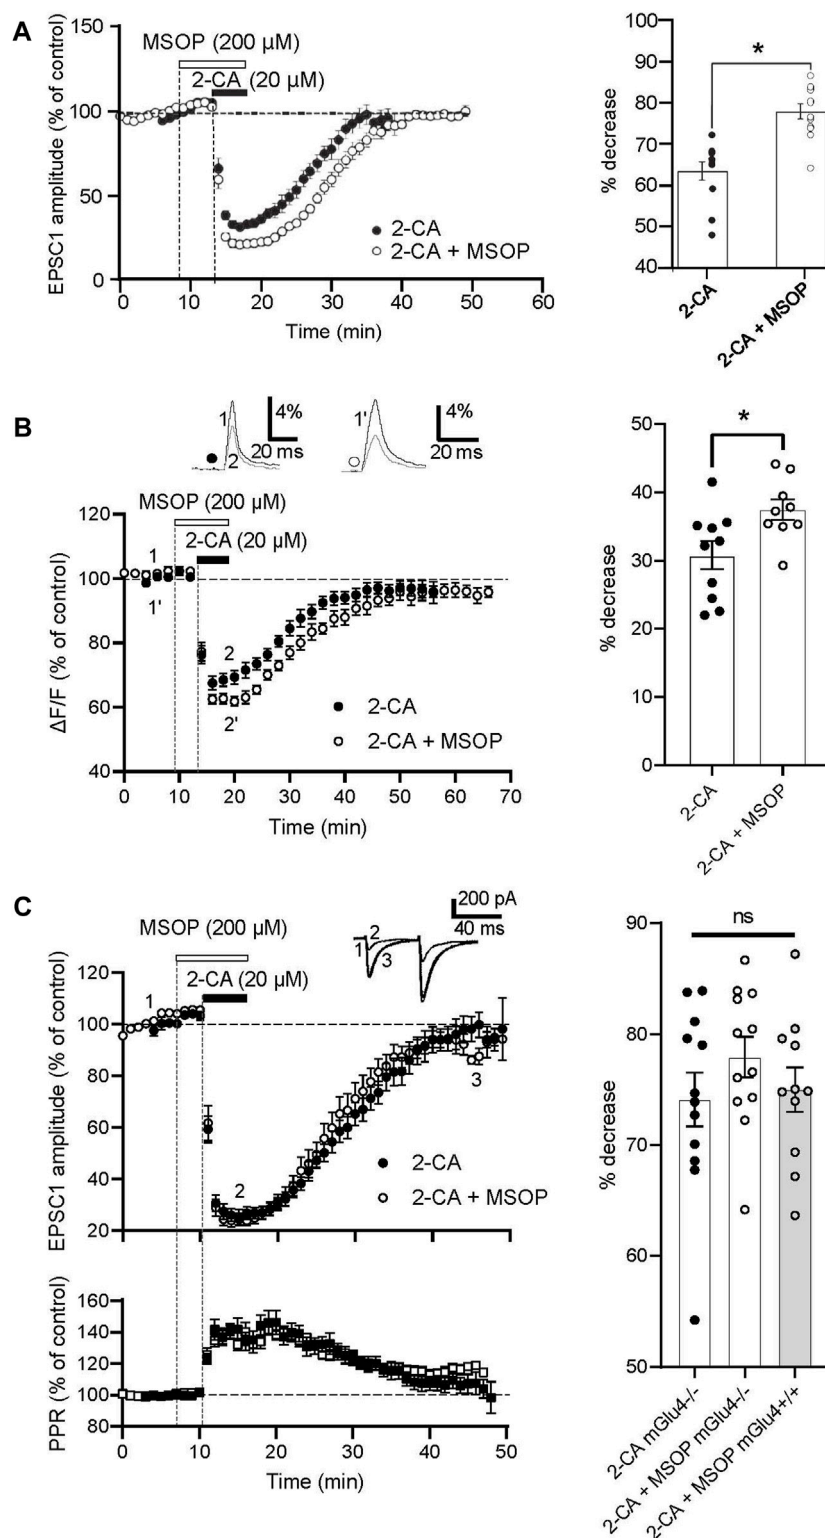 A
MSOP (200 µM)
2-CA (20 µM)
EPSC1 amplitude (% of control)
150
100
50
0
2-CA
2-CA + MSOP
0 10 20 30 40 50 60
Time (min)
*
% decrease
100
90
80
70
60
50
40
2-CA
2-CA + MSOP
B
1
2
4%
20 ms
1'
4%
20 ms
MSOP (200 µM)
2-CA (20 µM)
ΔF/F (% of control)
120
100
80
60
40
1
1'
2
2'
2-CA
2-CA + MSOP
0 10 20 30 40 50 60 70
Time (min)
*
% decrease
50
40
30
20
10
0
2-CA
2-CA + MSOP
C
200 pA
40 ms
1
2
3
MSOP (200 µM)
2-CA (20 µM)
EPSC1 amplitude (% of control)
120
100
80
60
40
20
1
2
3
2-CA
2-CA + MSOP
PPR (% of control)
160
140
120
100
80
0 10 20 30 40 50
Time (min)
ns
% decrease
90
80
70
60
50
2-CA mGlu4-/-
2-CA + MSOP mGlu4-/-
2-CA + MSOP mGlu4+/+